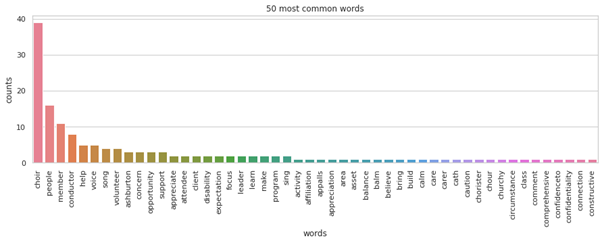 50 most common words
40
30
20
10
0
counts
choir
people
member
conductor
help
voice
song
volunteer
ashburton
concern
opportunity
support
appreciate
attendee
client
disability
expectation
focus
leader
learn
make
program
sing
activity
affiliation
appalls
appreciation
area
asset
balance
balm
believe
bring
build
calm
care
carer
cath
caution
chorister
chour
churchy
circumstance
class
comment
comprehensive
confidenceto
confidentiality
connection
constructive
words